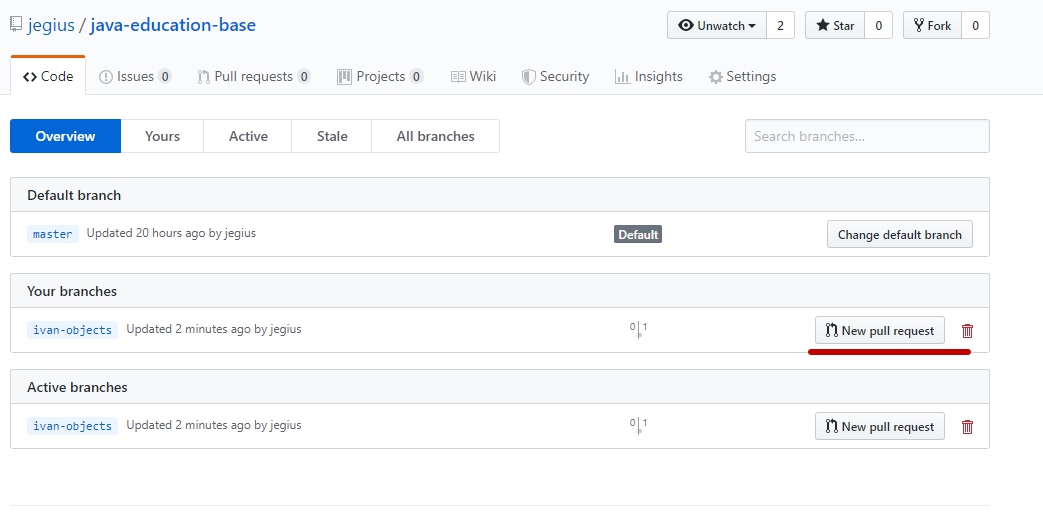 jegius / java-education-base
Unwatch 2 Star 0 Fork 0
Code Issues 0 Pull requests 0 Projects 0 Wiki Security Insights Settings
Overview Yours Active Stale All branches Search branches...
Default branch
master Updated 20 hours ago by jegius Default Change default branch
Your branches
ivan-objects Updated 2 minutes ago by jegius 0 1 New pull request
Active branches
ivan-objects Updated 2 minutes ago by jegius 0 1 New pull request